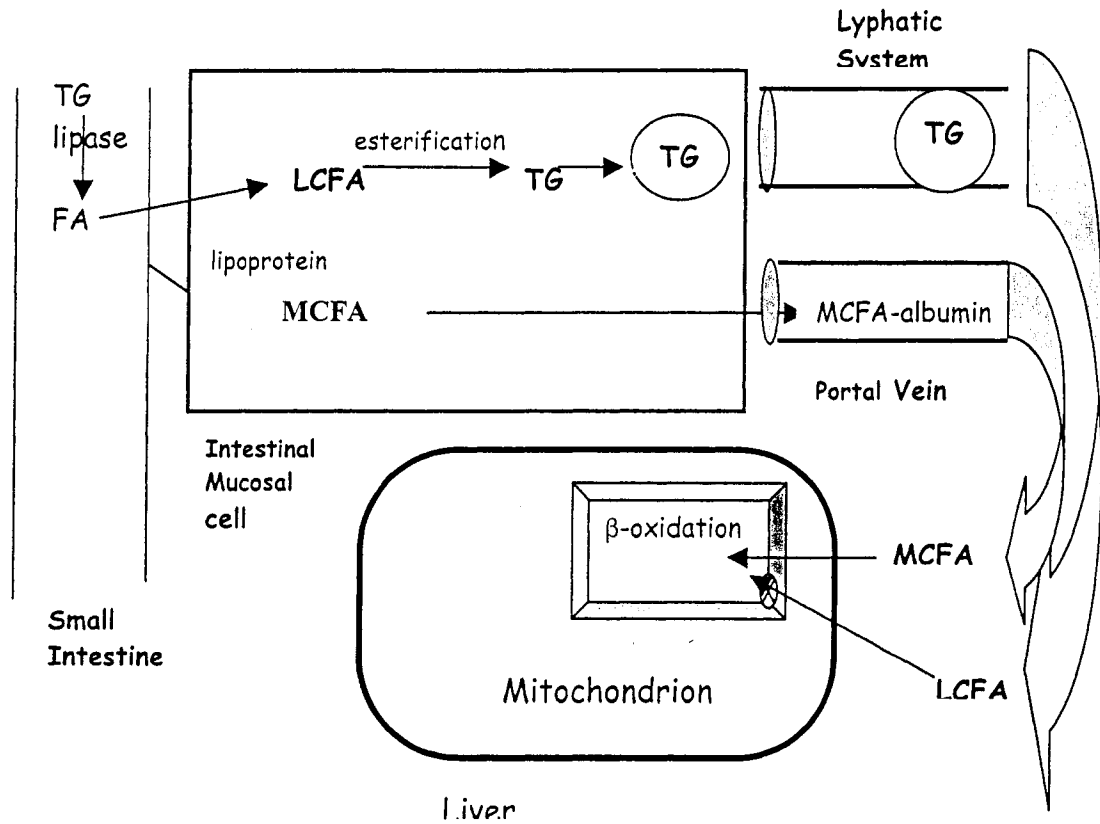 Lyphatic
System
TG
lipase
FA
esterification
LCFA
TG
TG
TG
lipoprotein
MCFA
MCFA-albumin
Portal Vein
Intestinal
Mucosal
cell
β-oxidation
MCFA
Small
Intestine
Mitochondrion
LCFA
Liver